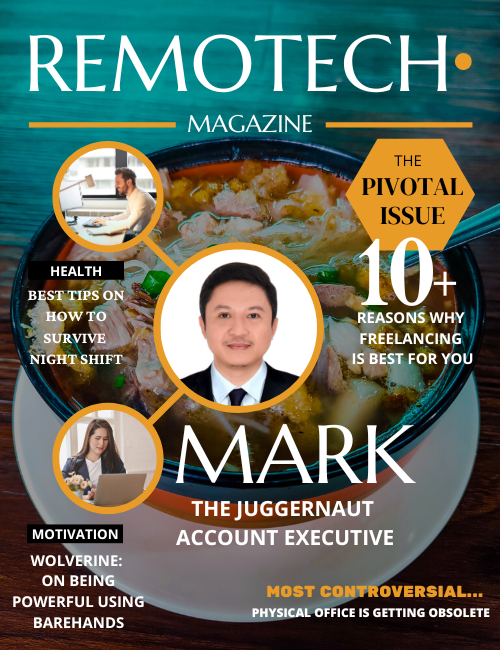 REMOTECH
MAGAZINE
THE
PIVOTAL
ISSUE
10+
REASONS WHY
FREELANCING
IS BEST FOR YOU
HEALTH
BEST TIPS ON
HOW TO
SURVIVE
NIGHT SHIFT
MARK
THE JUGGERNAUT
ACCOUNT EXECUTIVE
MOTIVATION
WOLVERINE:
ON BEING
POWERFUL USING
BAREHANDS
MOST CONTROVERSIAL...
PHYSICAL OFFICE IS GETTING OBSOLETE